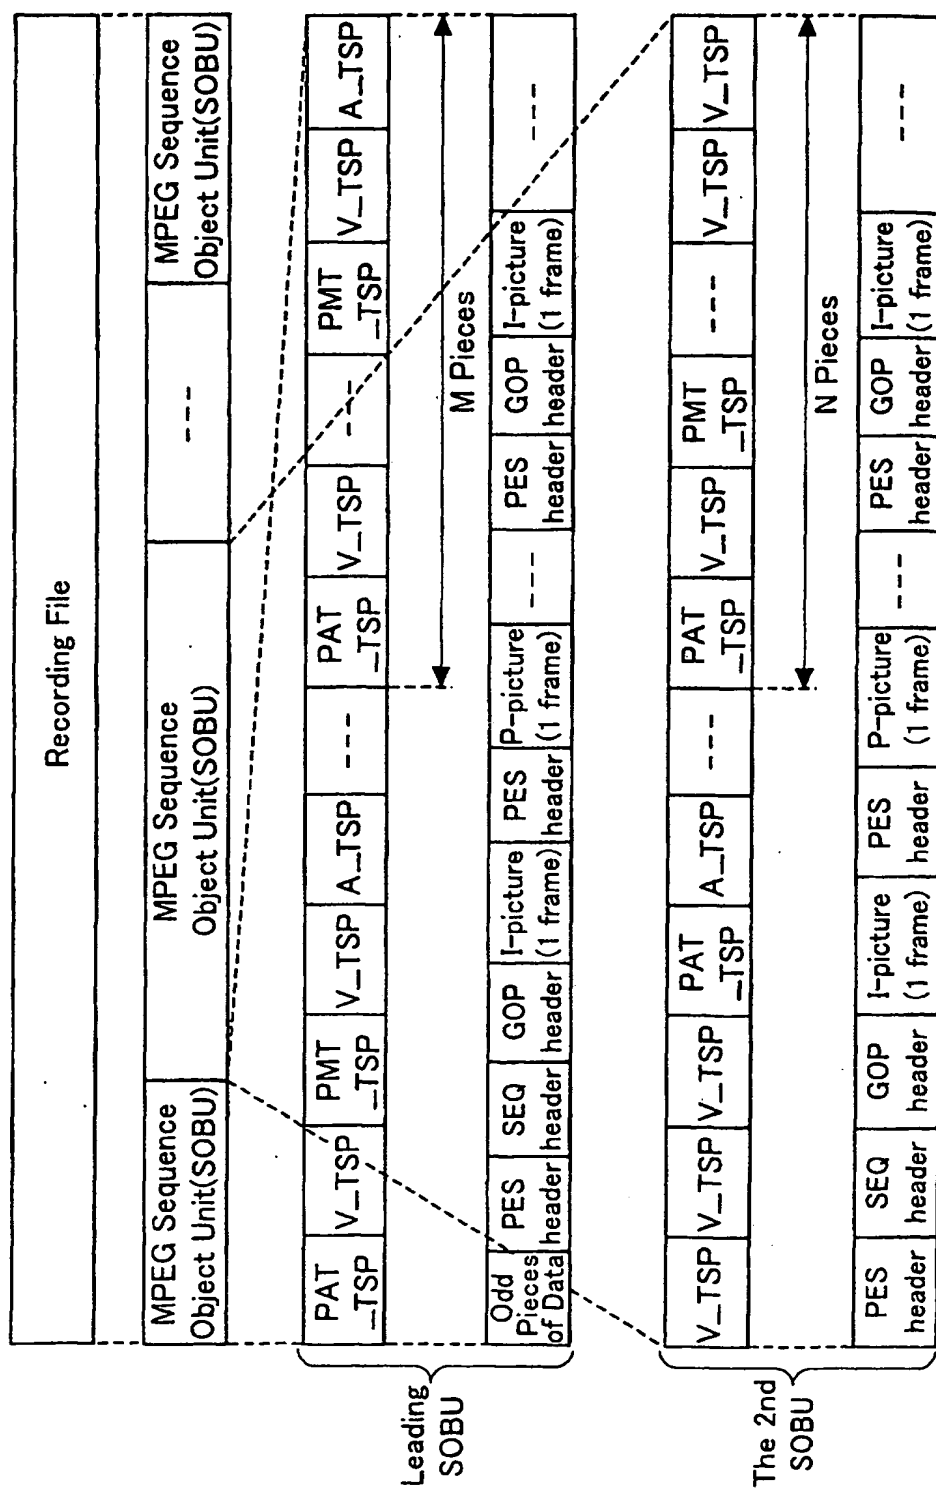 Recording File
MPEG Sequence
Object Unit(SOBU)
MPEG Sequence
Object Unit(SOBU)
---
MPEG Sequence
Object Unit(SOBU)
Leading
SOBU
PAT
_TSP
V_TSP
PMT
_TSP
V_TSP
A_TSP
---
PAT
_TSP
V_TSP
---
PMT
_TSP
V_TSP
A_TSP
M Pieces
Odd
Pieces
of Data
PES
header
SEQ
header
GOP
header
I-picture
(1 frame)
PES
header
P-picture
(1 frame)
---
PES
header
GOP
header
I-picture
(1 frame)
---
The 2nd
SOBU
V_TSP
V_TSP
V_TSP
PAT
_TSP
A_TSP
---
PAT
_TSP
V_TSP
PMT
_TSP
---
V_TSP
V_TSP
N Pieces
PES
header
SEQ
header
GOP
header
I-picture
(1 frame)
PES
header
P-picture
(1 frame)
---
PES
header
GOP
header
I-picture
(1 frame)
---